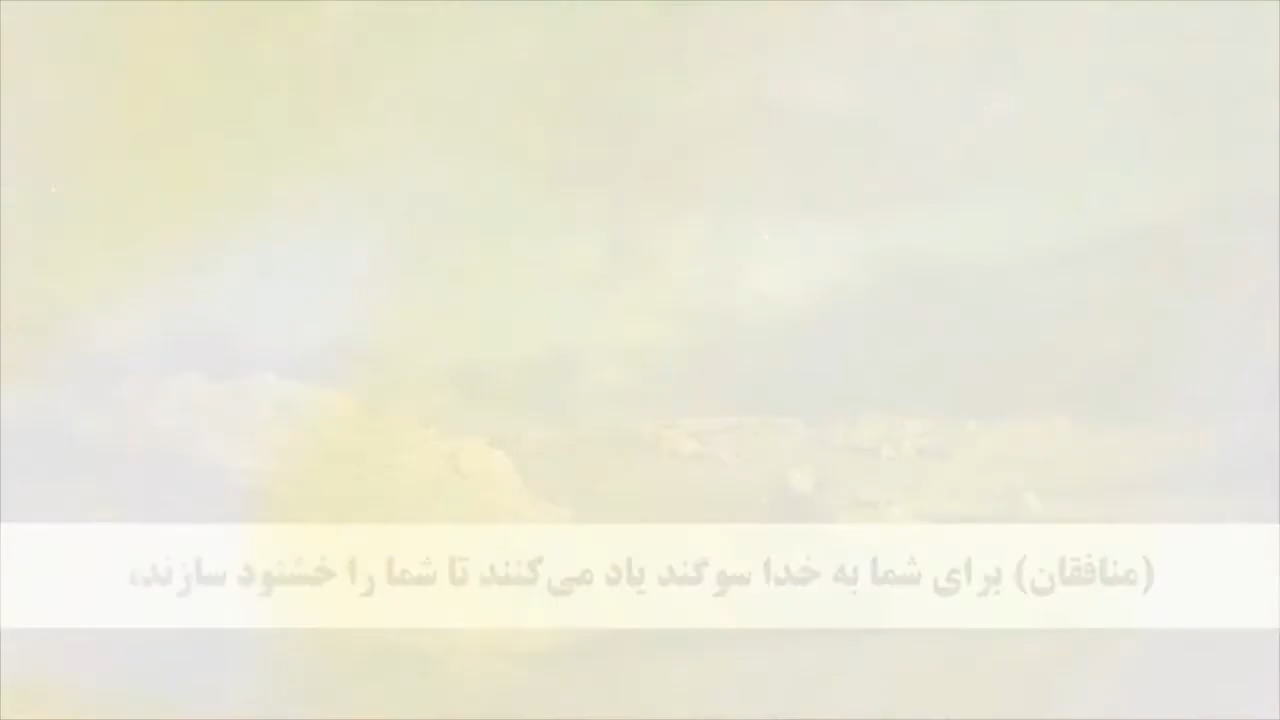 (منافقان) برای شما به خدا سوگند یاد می‌کنند تا شما را خشنود سازند،